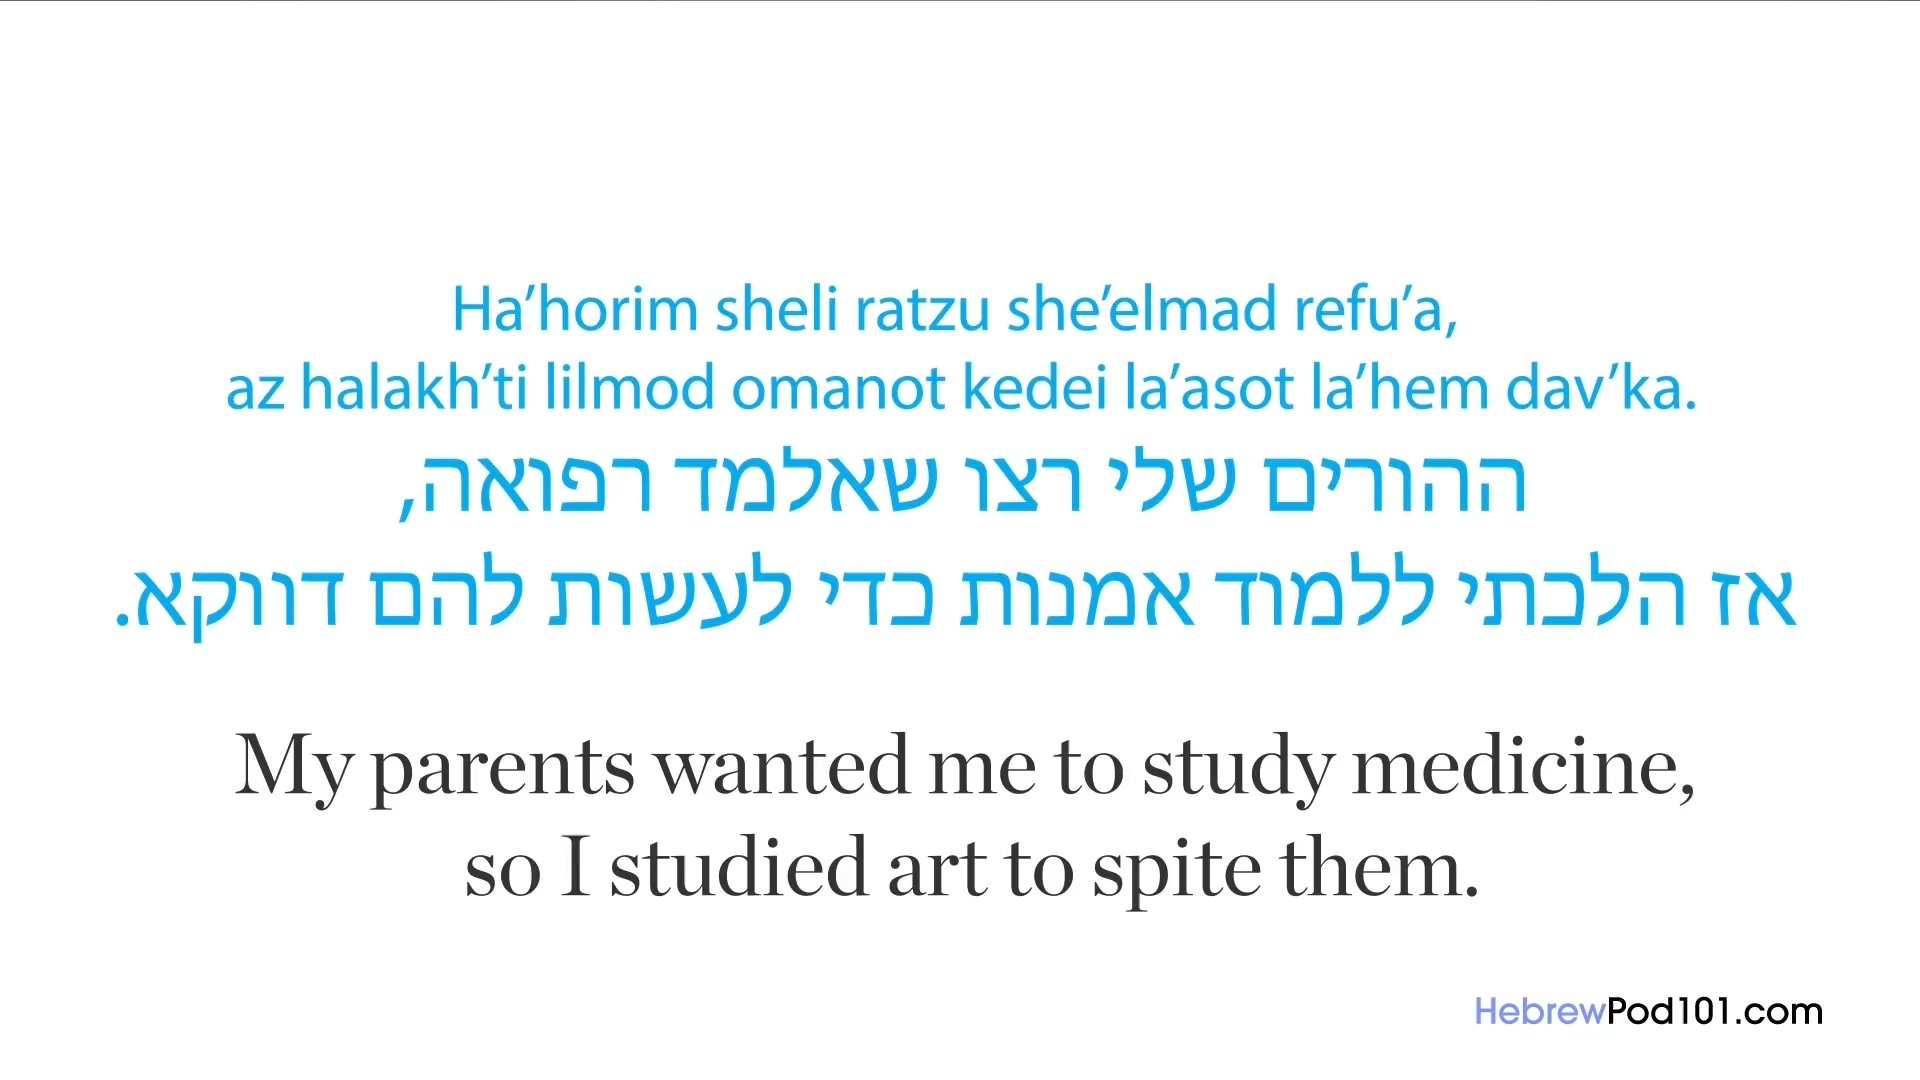 Ha’horim sheli ratzu she’elmad refu’a,
az halakh’ti lilmod omanot kedei la’asot la’hem dav’ka.
ההורים שלי רצו שאלמד רפואה,
אז הלכתי ללמוד אמנות כדי לעשות להם דווקא.
My parents wanted me to study medicine,
so I studied art to spite them.
HebrewPod101.com